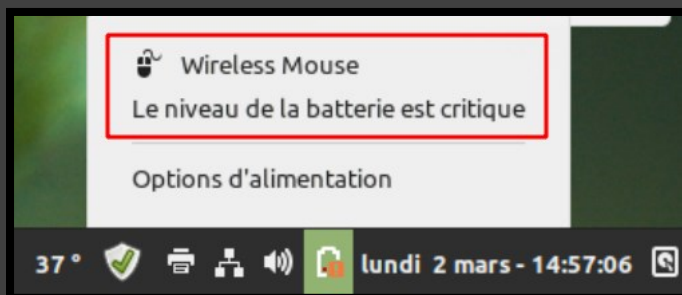 Wireless Mouse
Le niveau de la batterie est critique
Options d'alimentation
37° lundi 2 mars - 14:57:06